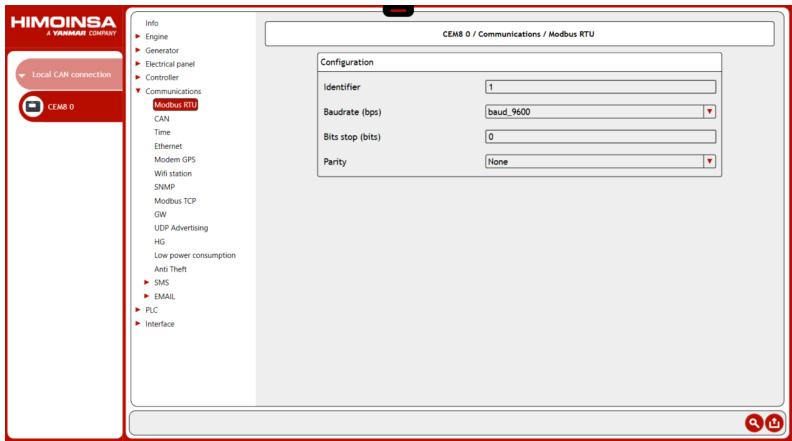 HIMOINSA
A YANMAR COMPANY
Local CAN connection
CEM8 0
Info
Engine
Generator
Electrical panel
Controller
Communications
Modbus RTU
CAN
Time
Ethernet
Modem GPS
Wifi station
SNMP
Modbus TCP
GW
UDP Advertising
HG
Low power consumption
Anti Theft
SMS
EMAIL
PLC
Interface
CEM8 0 / Communications / Modbus RTU
Configuration
Identifier 1
Baudrate (bps) baud_9600
Bits stop (bits) 0
Parity None